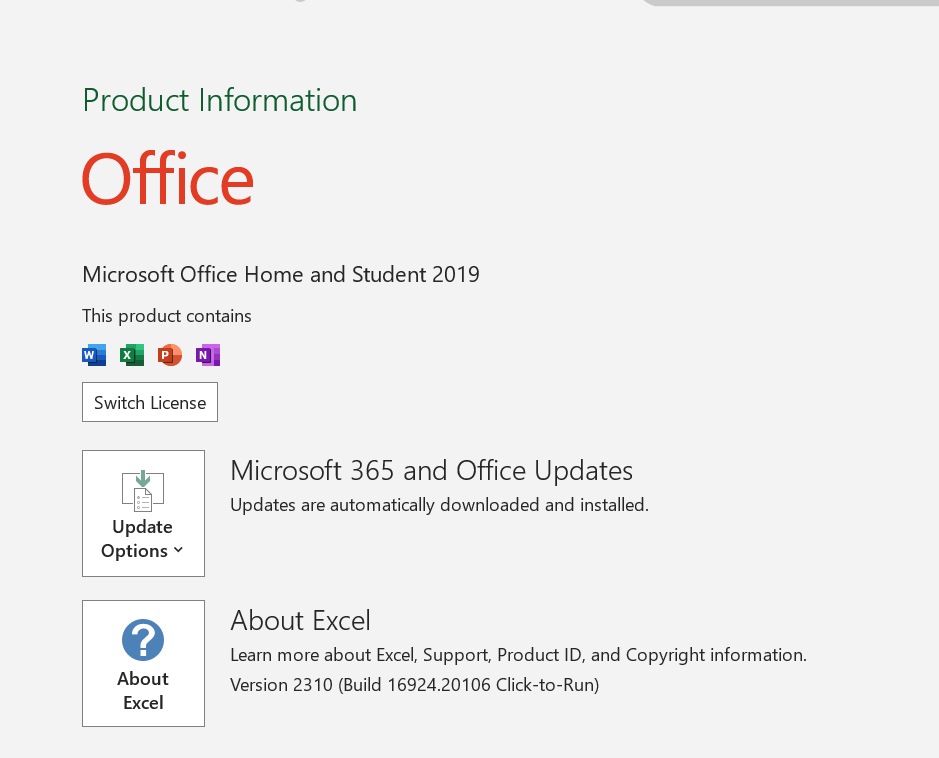 Product Information
Office
Microsoft Office Home and Student 2019
This product contains
W X P N
Switch License
Update
Options
Microsoft 365 and Office Updates
Updates are automatically downloaded and installed.
About
Excel
About Excel
Learn more about Excel, Support, Product ID, and Copyright information.
Version 2310 (Build 16924.20106 Click-to-Run)